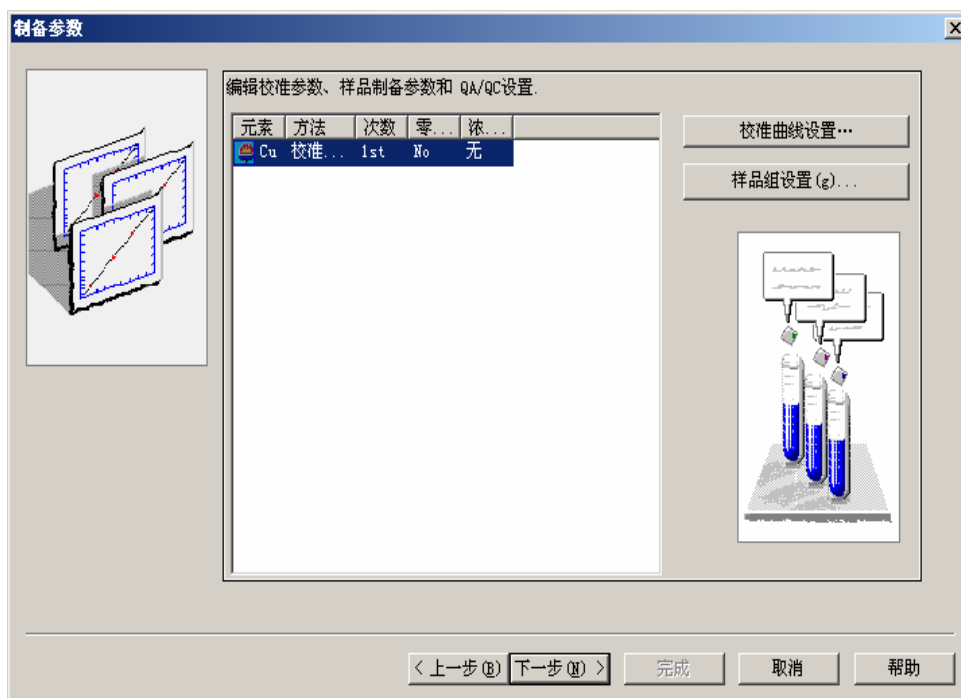 制备参数
编辑校准参数、样品制备参数和 QA/QC设置.
元素 方法 次数 零... 浓...
Cu 校准... 1st No 无
校准曲线设置…
样品组设置(g)...
< 上一步(B) 下一步(N) > 完成 取消 帮助